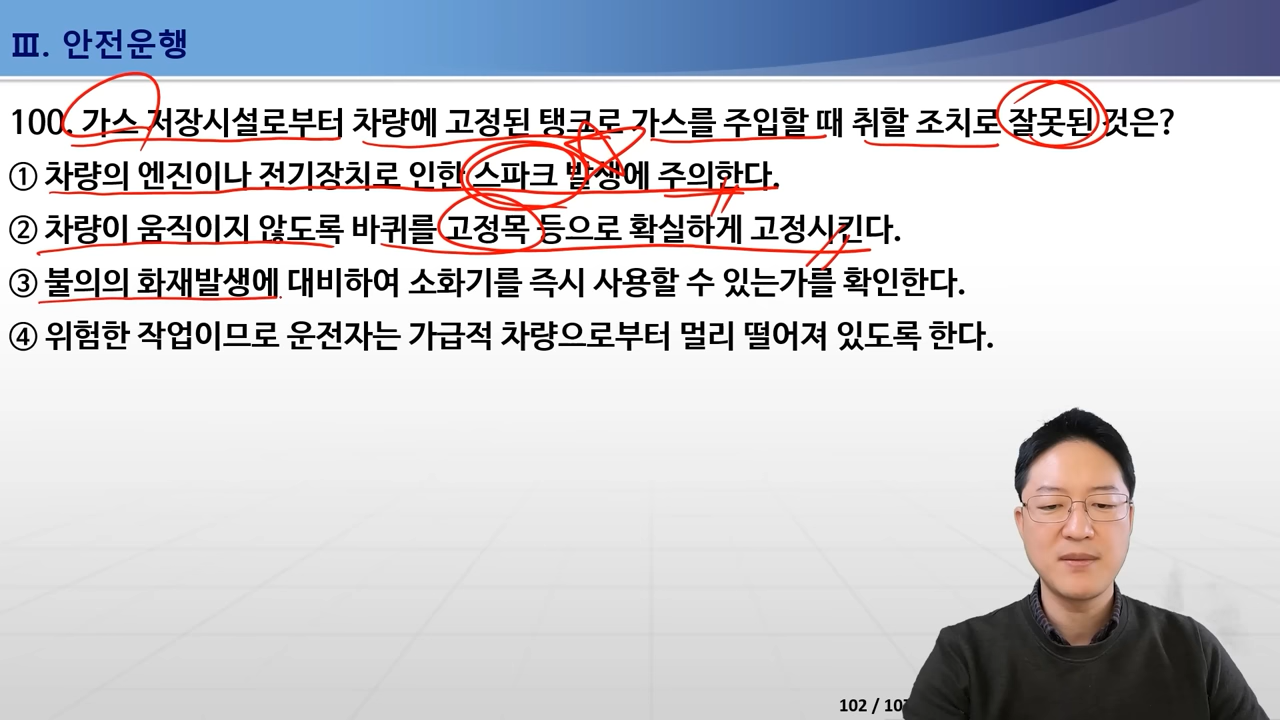 Ⅲ. 안전운행
100. 가스 저장시설로부터 차량에 고정된 탱크로 가스를 주입할 때 취할 조치로 잘못된 것은?
① 차량의 엔진이나 전기장치로 인한 스파크 발생에 주의한다.
② 차량이 움직이지 않도록 바퀴를 고정목 등으로 확실하게 고정시킨다.
③ 불의의 화재발생에 대비하여 소화기를 즉시 사용할 수 있는가를 확인한다.
④ 위험한 작업이므로 운전자는 가급적 차량으로부터 멀리 떨어져 있도록 한다.
102 /